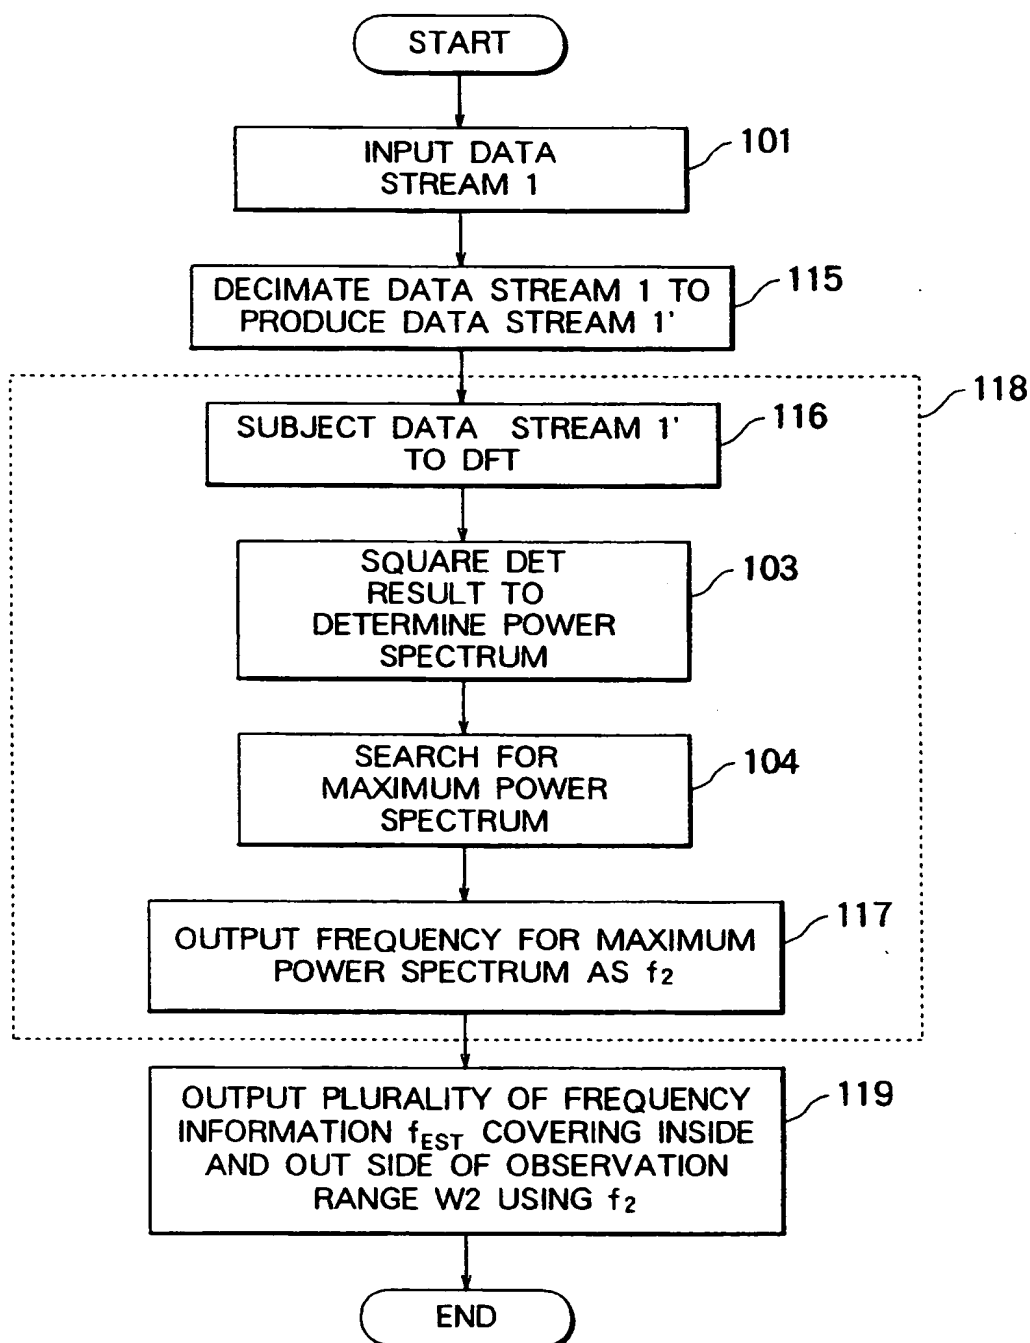 START
INPUT DATA
STREAM 1
101
DECIMATE DATA STREAM 1 TO
PRODUCE DATA STREAM 1'
115
118
SUBJECT DATA STREAM 1'
TO DFT
116
SQUARE DET
RESULT TO
DETERMINE POWER
SPECTRUM
103
SEARCH FOR
MAXIMUM POWER
SPECTRUM
104
OUTPUT FREQUENCY FOR MAXIMUM
POWER SPECTRUM AS f2
117
OUTPUT PLURALITY OF FREQUENCY
INFORMATION fEST COVERING INSIDE
AND OUT SIDE OF OBSERVATION
RANGE W2 USING f2
119
END